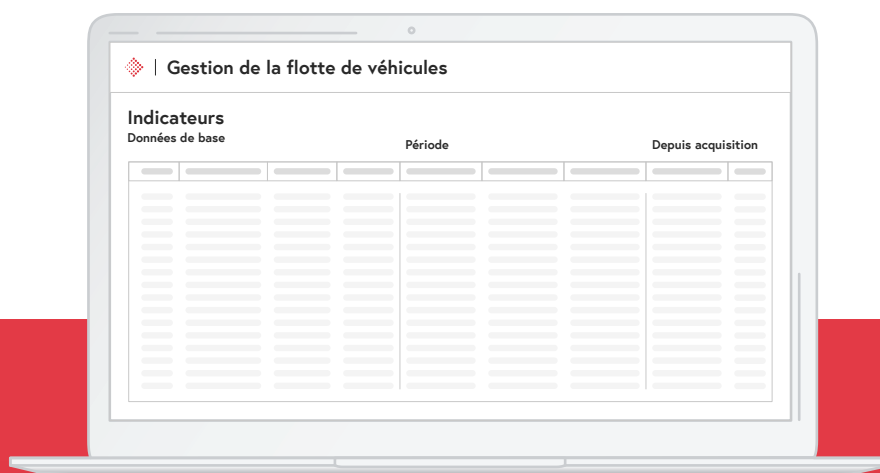 Gestion de la flotte de véhicules
Indicateurs
Données de base
Période
Depuis acquisition